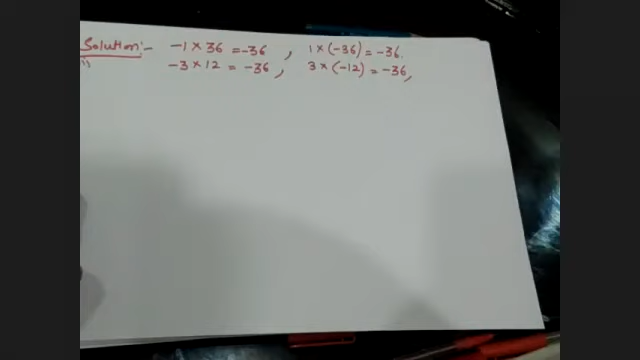 Solution:- -1 × 36 = -36 , 1 × (-36) = -36.
-3 × 12 = -36 , 3 × (-12) = -36,